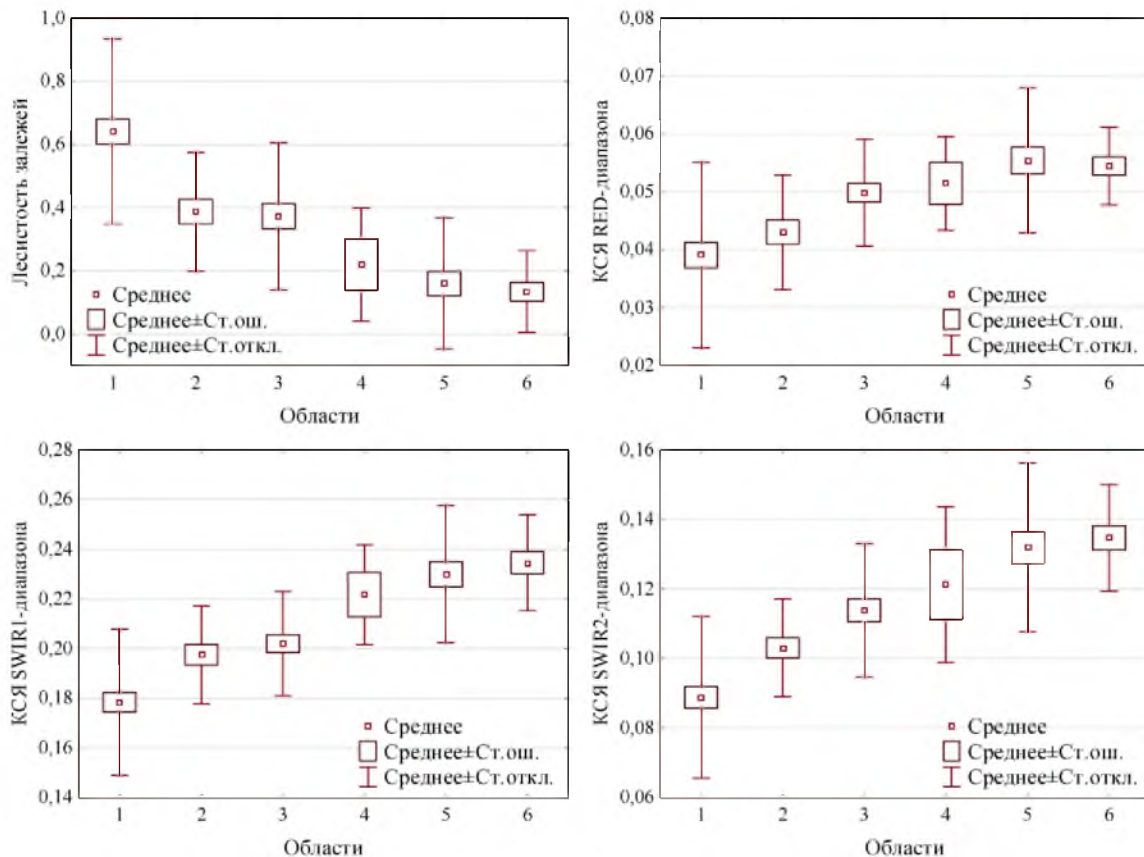 1,0
0,8
0,6
0,4
0,2
0,0
Лесистость залежей
Среднее
Среднее±Ст.ош.
Среднее±Ст.откл.
1 2 3 4 5 6
Области
0,08
0,07
0,06
0,05
0,04
0,03
0,02
КСЯ RED-диапазона
Среднее
Среднее±Ст.ош.
Среднее±Ст.откл.
1 2 3 4 5 6
Области
0,28
0,26
0,24
0,22
0,20
0,18
0,16
0,14
КСЯ SWIR1-диапазона
Среднее
Среднее±Ст.ош.
Среднее±Ст.откл.
1 2 3 4 5 6
Области
0,16
0,14
0,12
0,10
0,08
0,06
КСЯ SWIR2-диапазона
Среднее
Среднее±Ст.ош.
Среднее±Ст.откл.
1 2 3 4 5 6
Области